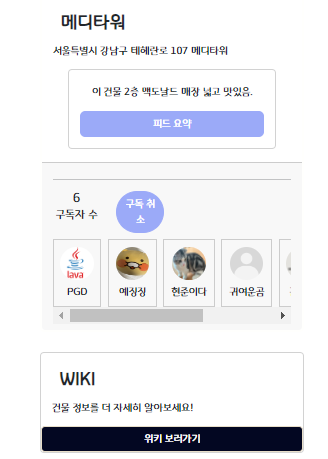 메디타워
서울특별시 강남구 테헤란로 107 메디타워
이 건물 2층 맥도날드 매장 넓고 맛있음.
피드 요약
6
구독자 수
구독 취
소
Java
PGD
예징징
현준이다
귀여운곰
WIKI
건물 정보를 더 자세히 알아보세요!
위키 보러가기